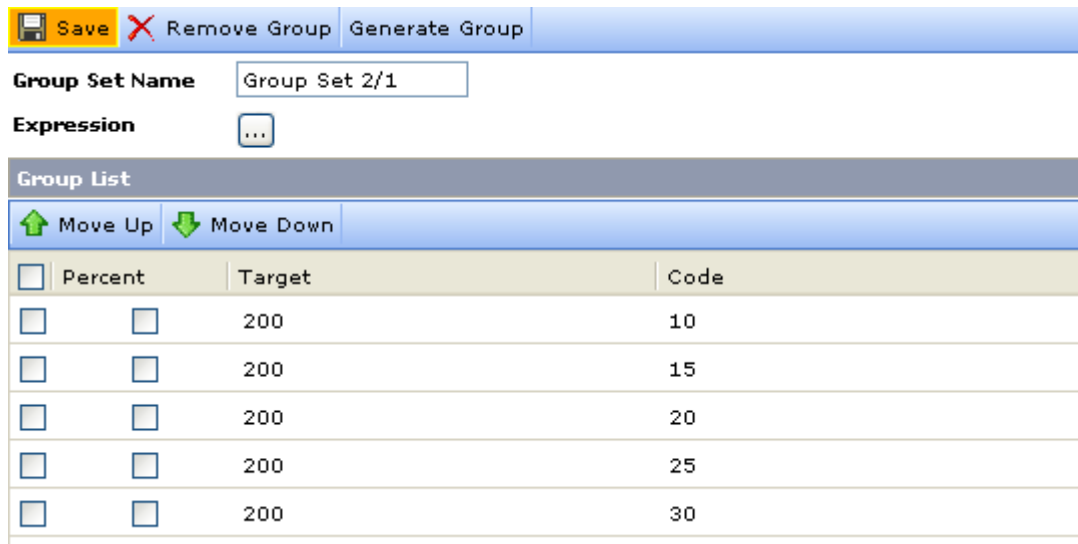 Save Remove Group Generate Group
Group Set Name Group Set 2/1
Expression ...
Group List
Move Up Move Down
Percent Target Code
200 10
200 15
200 20
200 25
200 30